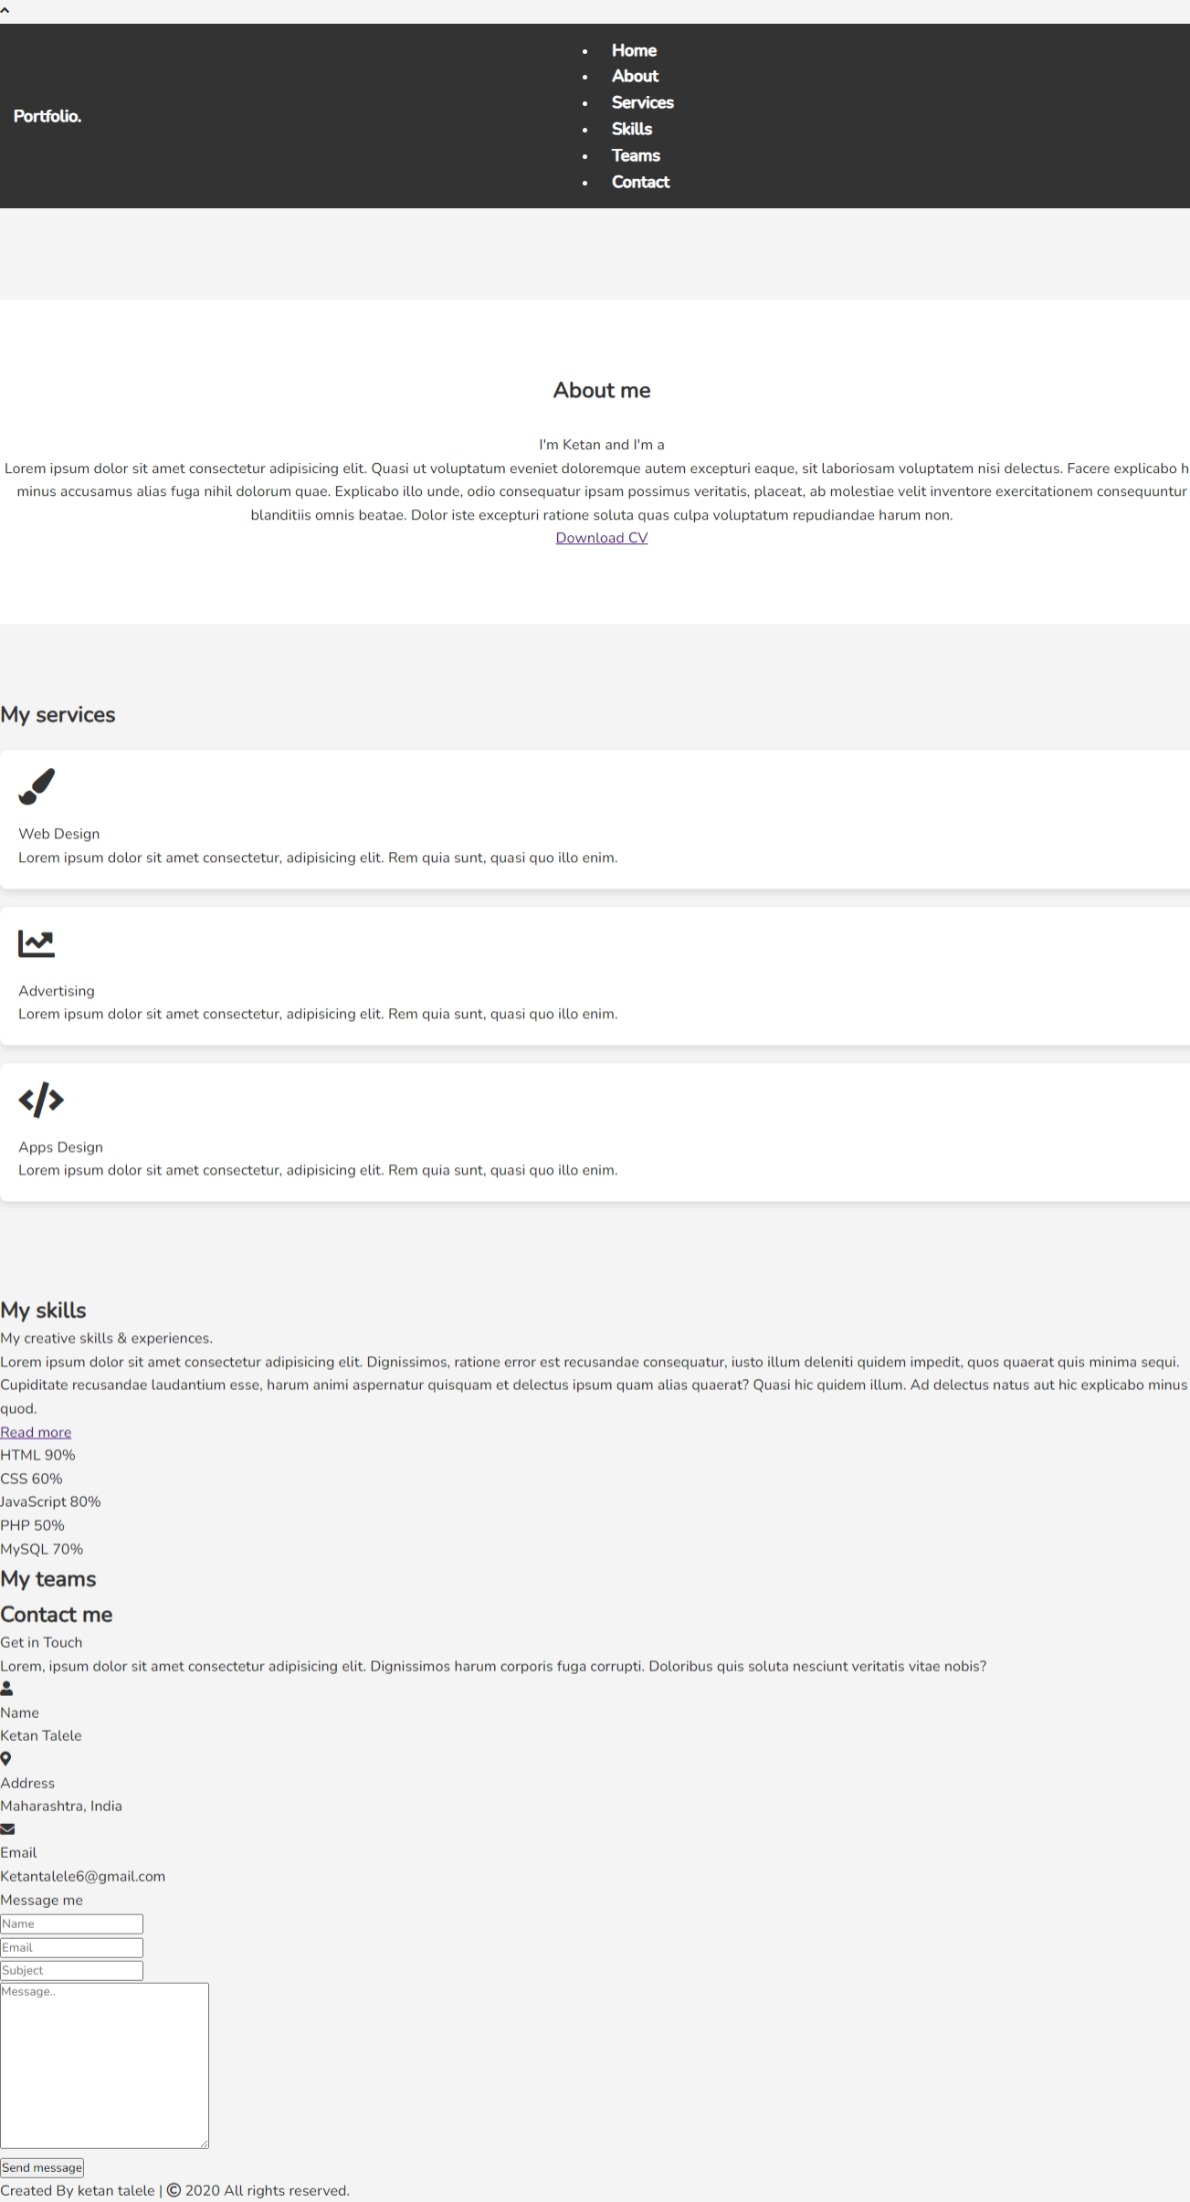 Portfolio.
Home
About
Services
Skills
Teams
Contact
About me
I'm Ketan and I'm a
Lorem ipsum dolor sit amet consectetur adipisicing elit. Quasi ut voluptatum eveniet doloremque autem excepturi eaque, sit laboriosam voluptatem nisi delectus. Facere explicabo h
minus accusamus alias fuga nihil dolorum quae. Explicabo illo unde, odio consequatur ipsam possimus veritatis, placeat, ab molestiae velit inventore exercitationem consequuntur
blanditiis omnis beatae. Dolor iste excepturi ratione soluta quas culpa voluptatum repudiandae harum non.
Download CV
My services
Web Design
Lorem ipsum dolor sit amet consectetur, adipisicing elit. Rem quia sunt, quasi quo illo enim.
Advertising
Lorem ipsum dolor sit amet consectetur, adipisicing elit. Rem quia sunt, quasi quo illo enim.
Apps Design
Lorem ipsum dolor sit amet consectetur, adipisicing elit. Rem quia sunt, quasi quo illo enim.
My skills
My creative skills & experiences.
Lorem ipsum dolor sit amet consectetur adipisicing elit. Dignissimos, ratione error est recusandae consequatur, iusto illum deleniti quidem impedit, quos quaerat quis minima sequi.
Cupiditate recusandae laudantium esse, harum animi aspernatur quisquam et delectus ipsum quam alias quaerat? Quasi hic quidem illum. Ad delectus natus aut hic explicabo minus
quod.
Read more
HTML 90%
CSS 60%
JavaScript 80%
PHP 50%
MySQL 70%
My teams
Contact me
Get in Touch
Lorem, ipsum dolor sit amet consectetur adipisicing elit. Dignissimos harum corporis fuga corrupti. Doloribus quis soluta nesciunt veritatis vitae nobis?
Name
Ketan Talele
Address
Maharashtra, India
Email
Ketantalele6@gmail.com
Message me
Name
Email
Subject
Message..
Send message
Created By ketan talele | © 2020 All rights reserved.